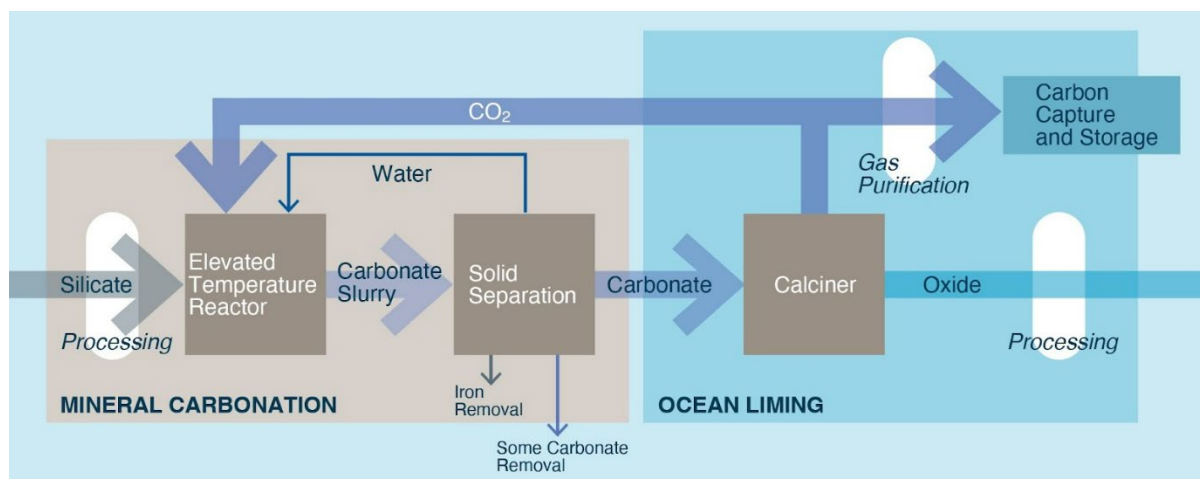 CO2
Carbon
Capture
and Storage
Water
Gas
Purification
Silicate
Processing
Elevated
Temperature
Reactor
Carbonate
Slurry
Solid
Separation
Carbonate
Calciner
Oxide
Processing
Iron
Removal
Some Carbonate
Removal
MINERAL CARBONATION
OCEAN LIMING